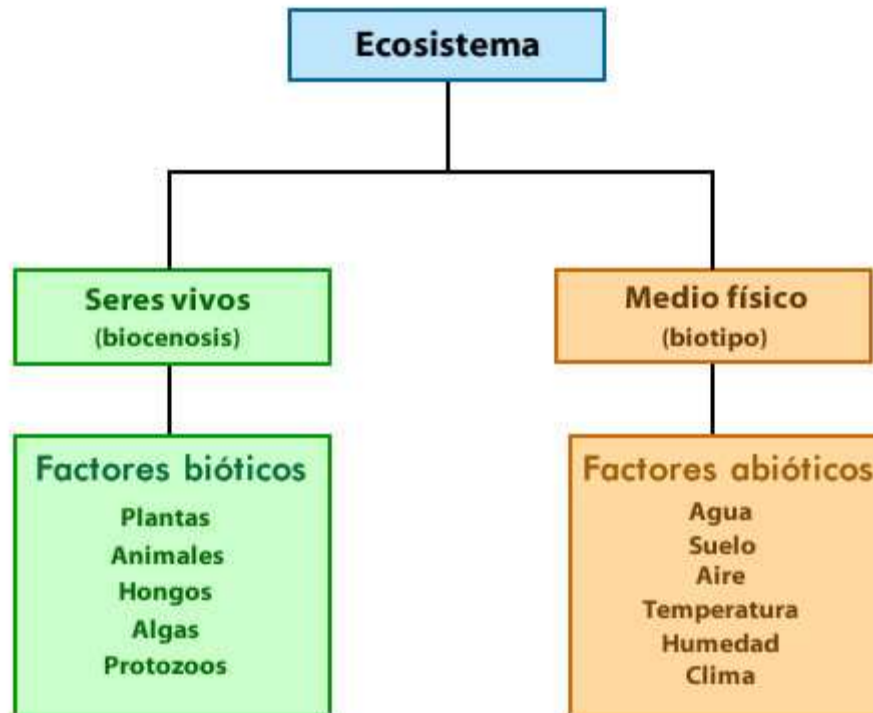 Ecosistema
Seres vivos
(biocenosis)
Medio físico
(biotipo)
Factores bióticos
Plantas
Animales
Hongos
Algas
Protozoos
Factores abióticos
Agua
Suelo
Aire
Temperatura
Humedad
Clima